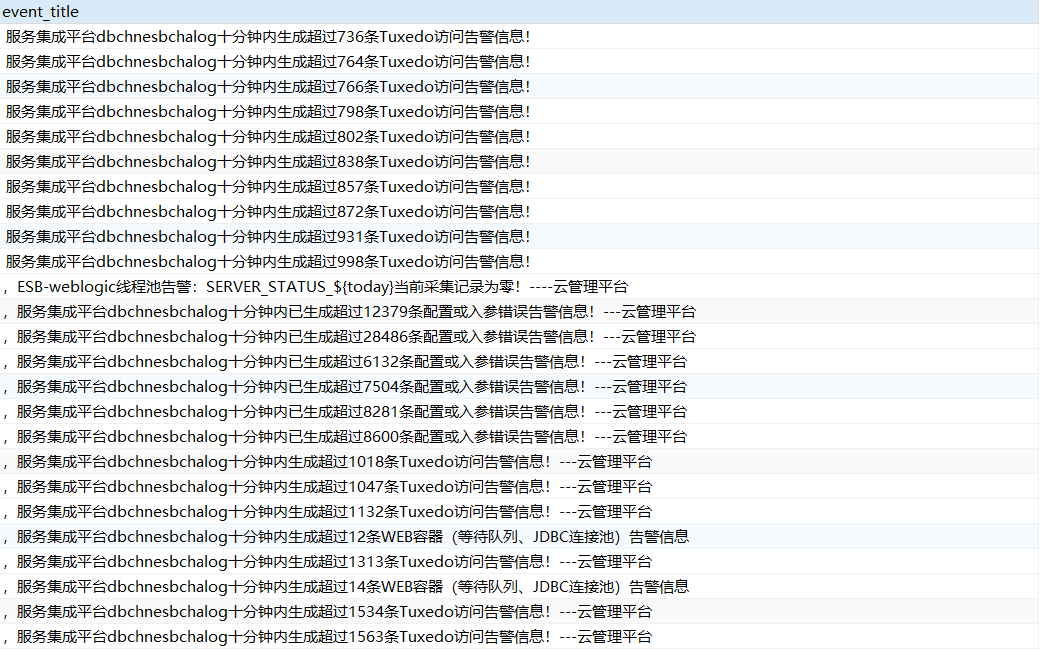 event_title
服务集成平台dbchnesbchalog十分钟内生成超过736条Tuxedo访问告警信息！
服务集成平台dbchnesbchalog十分钟内生成超过764条Tuxedo访问告警信息！
服务集成平台dbchnesbchalog十分钟内生成超过766条Tuxedo访问告警信息！
服务集成平台dbchnesbchalog十分钟内生成超过798条Tuxedo访问告警信息！
服务集成平台dbchnesbchalog十分钟内生成超过802条Tuxedo访问告警信息！
服务集成平台dbchnesbchalog十分钟内生成超过838条Tuxedo访问告警信息！
服务集成平台dbchnesbchalog十分钟内生成超过857条Tuxedo访问告警信息！
服务集成平台dbchnesbchalog十分钟内生成超过872条Tuxedo访问告警信息！
服务集成平台dbchnesbchalog十分钟内生成超过931条Tuxedo访问告警信息！
服务集成平台dbchnesbchalog十分钟内生成超过998条Tuxedo访问告警信息！
，ESB-weblogic线程池告警：SERVER_STATUS_${today}当前采集记录为零！----云管理平台
，服务集成平台dbchnesbchalog十分钟内已生成超过12379条配置或入参错误告警信息！---云管理平台
，服务集成平台dbchnesbchalog十分钟内已生成超过28486条配置或入参错误告警信息！---云管理平台
，服务集成平台dbchnesbchalog十分钟内已生成超过6132条配置或入参错误告警信息！---云管理平台
，服务集成平台dbchnesbchalog十分钟内已生成超过7504条配置或入参错误告警信息！---云管理平台
，服务集成平台dbchnesbchalog十分钟内已生成超过8281条配置或入参错误告警信息！---云管理平台
，服务集成平台dbchnesbchalog十分钟内已生成超过8600条配置或入参错误告警信息！---云管理平台
，服务集成平台dbchnesbchalog十分钟内生成超过1018条Tuxedo访问告警信息！---云管理平台
，服务集成平台dbchnesbchalog十分钟内生成超过1047条Tuxedo访问告警信息！---云管理平台
，服务集成平台dbchnesbchalog十分钟内生成超过1132条Tuxedo访问告警信息！---云管理平台
，服务集成平台dbchnesbchalog十分钟内生成超过12条WEB容器（等待队列、JDBC连接池）告警信息
，服务集成平台dbchnesbchalog十分钟内生成超过1313条Tuxedo访问告警信息！---云管理平台
，服务集成平台dbchnesbchalog十分钟内生成超过14条WEB容器（等待队列、JDBC连接池）告警信息
，服务集成平台dbchnesbchalog十分钟内生成超过1534条Tuxedo访问告警信息！---云管理平台
，服务集成平台dbchnesbchalog十分钟内生成超过1563条Tuxedo访问告警信息！---云管理平台